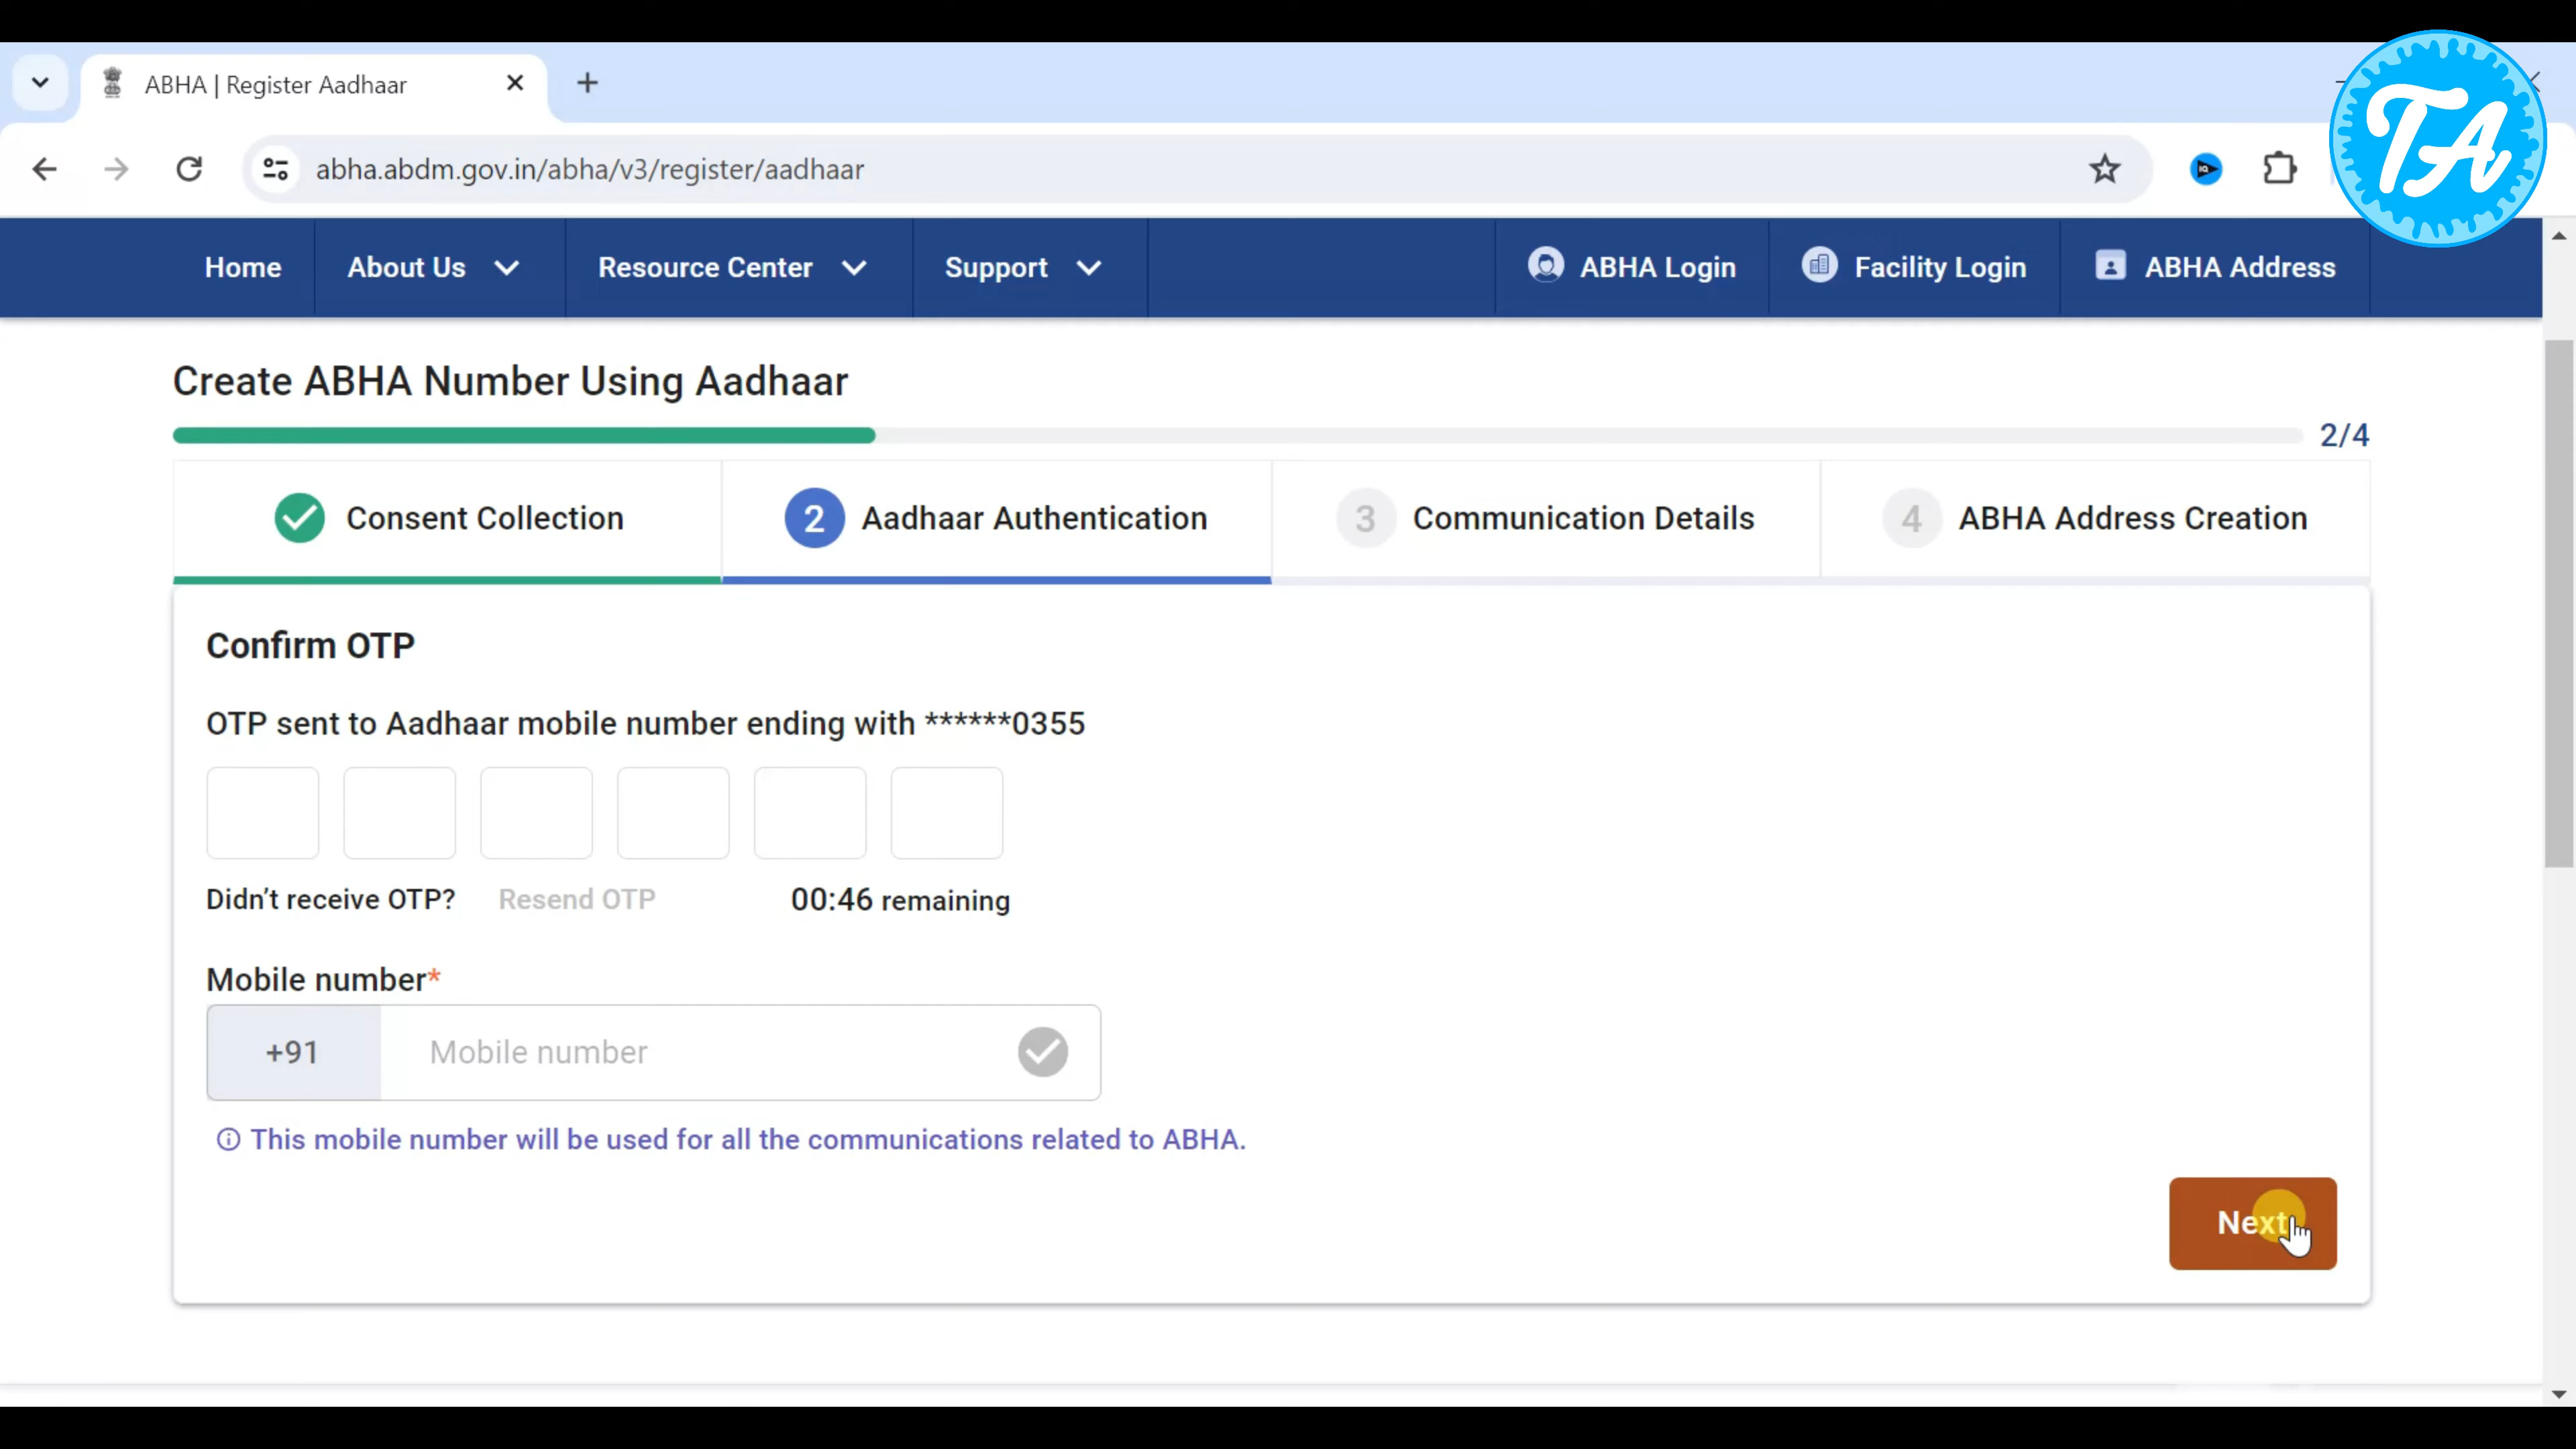 ABHA | Register Aadhaar
abha.abdm.gov.in/abha/v3/register/aadhaar
TA
Home About Us Resource Center Support ABHA Login Facility Login ABHA Address
Create ABHA Number Using Aadhaar
2/4
Consent Collection 2 Aadhaar Authentication 3 Communication Details 4 ABHA Address Creation
Confirm OTP
OTP sent to Aadhaar mobile number ending with ******0355
Didn't receive OTP? Resend OTP 00:46 remaining
Mobile number*
+91 Mobile number
This mobile number will be used for all the communications related to ABHA.
Next